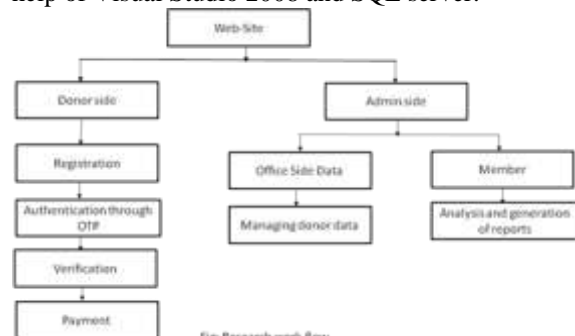 help of Visual Studio 2008 and SQL server.
Web-Site
Donor side
Admin side
Registration
Office Side Data
Member
Authentication through
OTP
Managing donor data
Analysis and generation
of reports
Verification
Payment
Fig: Research work flow